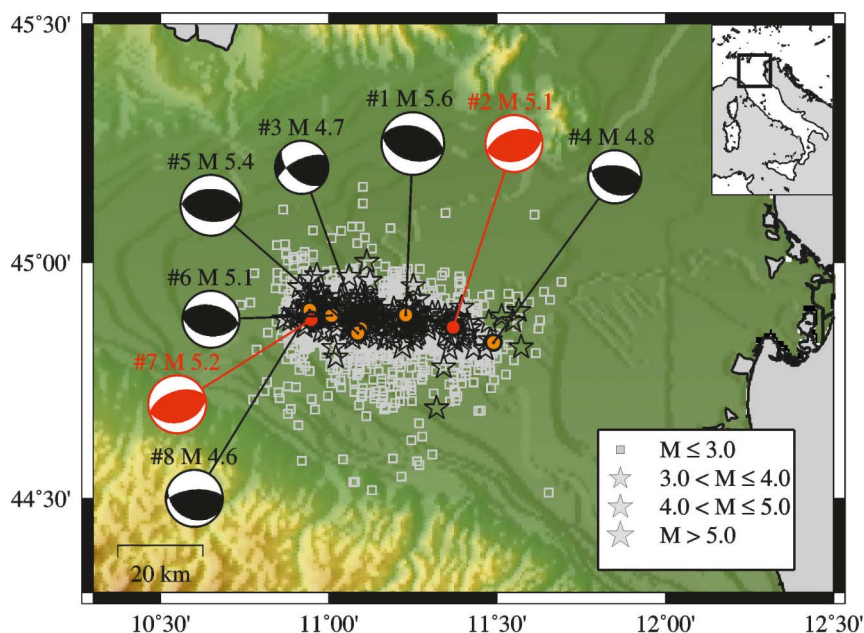 45°30'
45°00'
44°30'
#1 M 5.6
#2 M 5.1
#3 M 4.7
#4 M 4.8
#5 M 5.4
#6 M 5.1
#7 M 5.2
#8 M 4.6
M ≤ 3.0
3.0 < M ≤ 4.0
4.0 < M ≤ 5.0
M > 5.0
20 km
10°30'
11°00'
11°30'
12°00'
12°30'